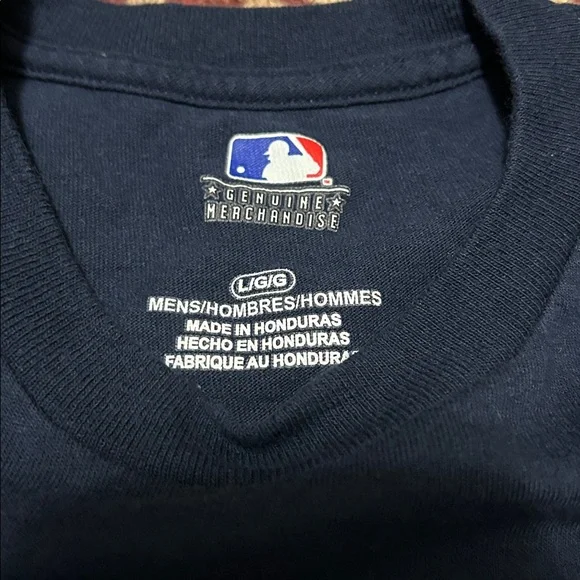 GENUINE
MERCHANDISE
L/G/G
MENS/HOMBRES/HOMMES
MADE IN HONDURAS
HECHO EN HONDURAS
FABRIQUE AU HONDURAS